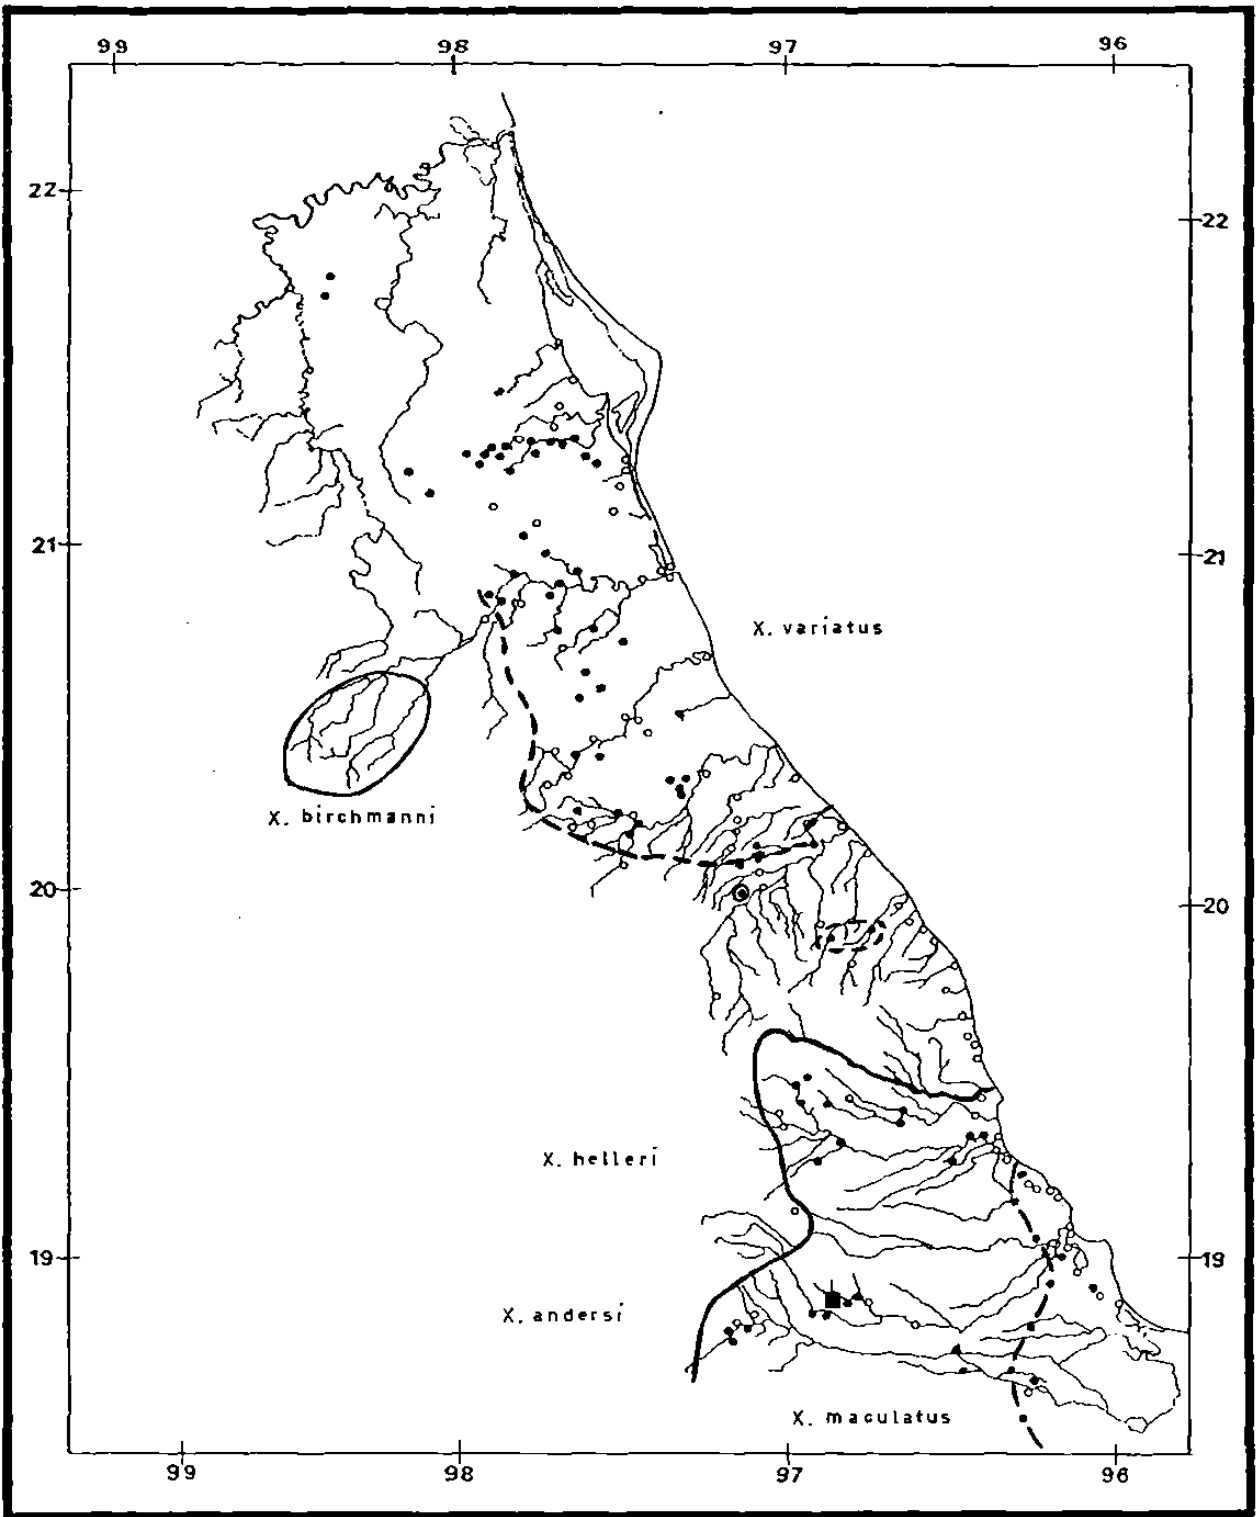 99 98 97 96
22
22
21
21
X. variatus
X. birchmanni
20
20
X. helleri
19
19
X. andersi
X. maculatus
99 98 97 96